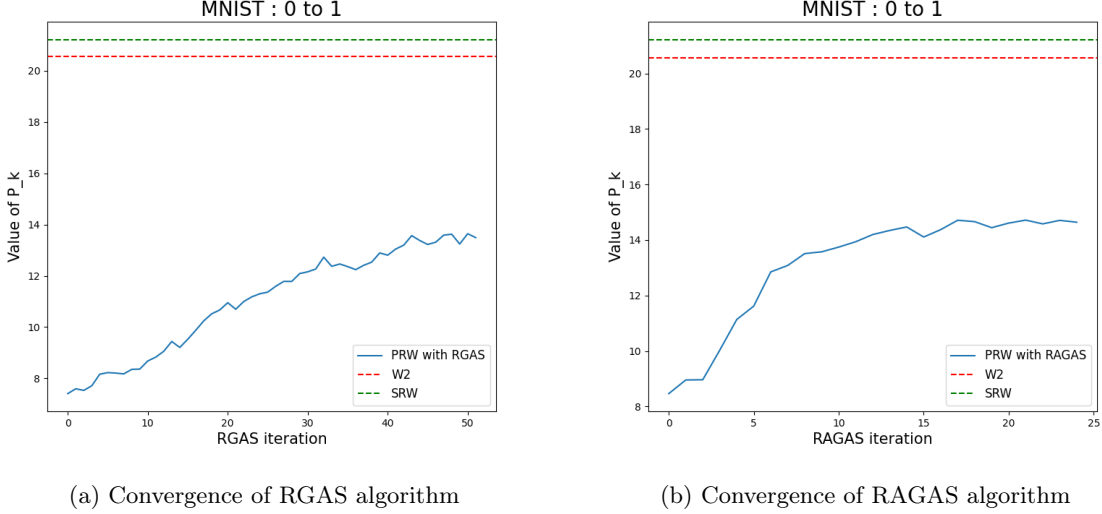 MNIST : 0 to 1
Value of P_k
20
18
16
14
12
10
8
PRW with RGAS
W2
SRW
0 10 20 30 40 50
RGAS iteration
(a) Convergence of RGAS algorithm
MNIST : 0 to 1
Value of P_k
20
18
16
14
12
10
8
PRW with RAGAS
W2
SRW
0 5 10 15 20 25
RAGAS iteration
(b) Convergence of RAGAS algorithm